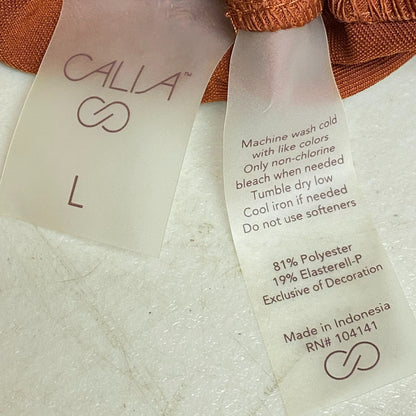 CALIA™
L
Machine wash cold
with like colors
Only non-chlorine
bleach when needed
Tumble dry low
Cool iron if needed
Do not use softeners
81% Polyester
19% Elasterell-P
Exclusive of Decoration
Made in Indonesia
RN# 104141